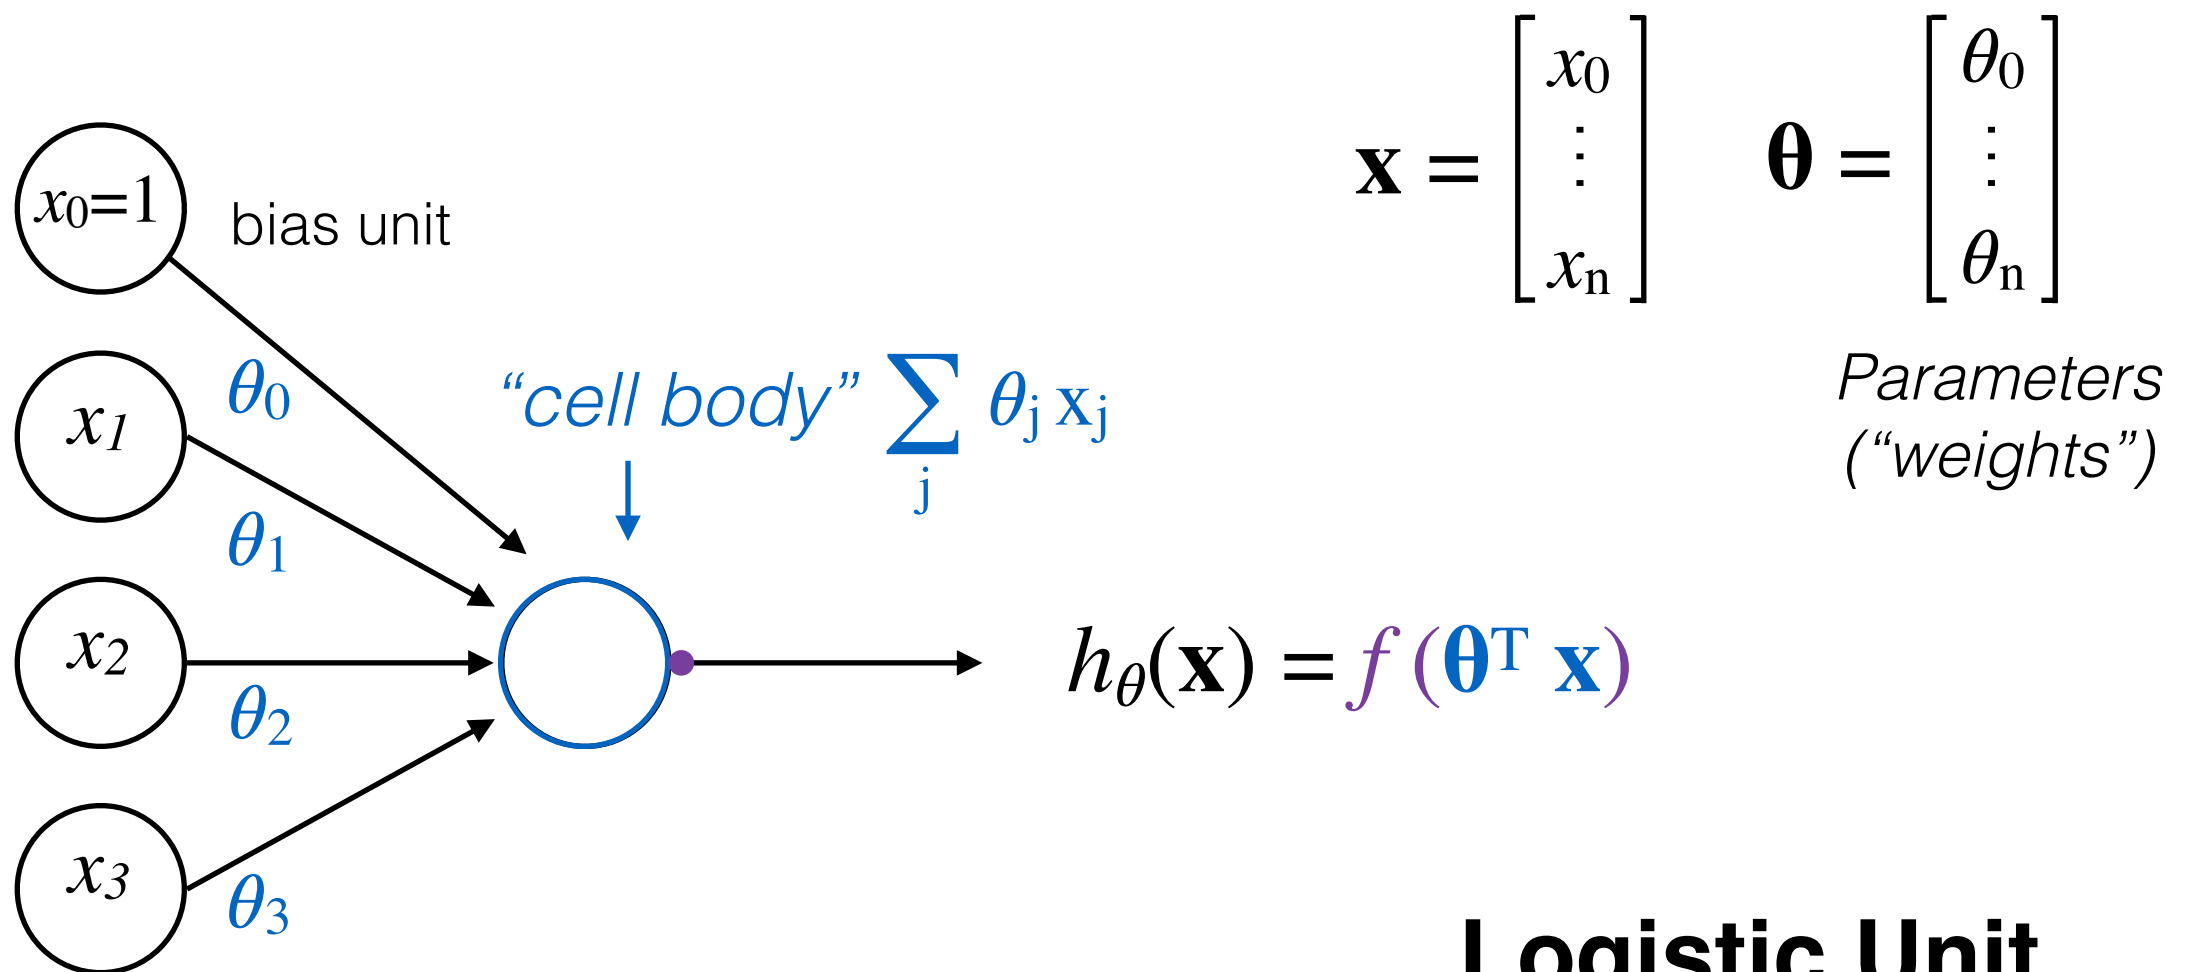 x₀=1
bias unit
x₁
x₂
x₃
θ₀
θ₁
θ₂
θ₃
“cell body” ∑ⱼ θⱼ xⱼ
x = [x₀ ⋮ xₙ]
θ = [θ₀ ⋮ θₙ]
Parameters
(“weights”)
h_θ(x) = f (θᵀ x)
Logistic Unit